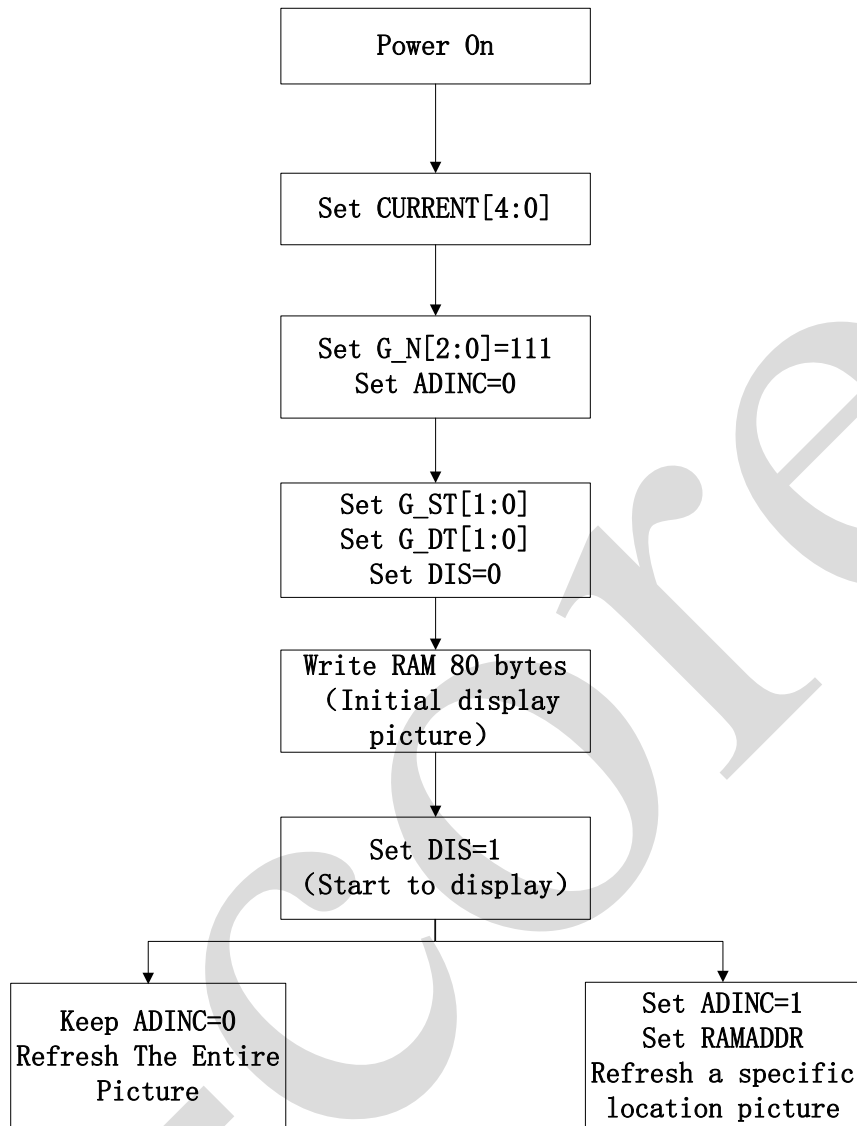 Power On
Set CURRENT[4:0]
Set G_N[2:0]=111
Set ADINC=0
Set G_ST[1:0]
Set G_DT[1:0]
Set DIS=0
Write RAM 80 bytes
（Initial display
picture）
Set DIS=1
（Start to display）
Keep ADINC=0
Refresh The Entire
Picture
Set ADINC=1
Set RAMADDR
Refresh a specific
location picture
core